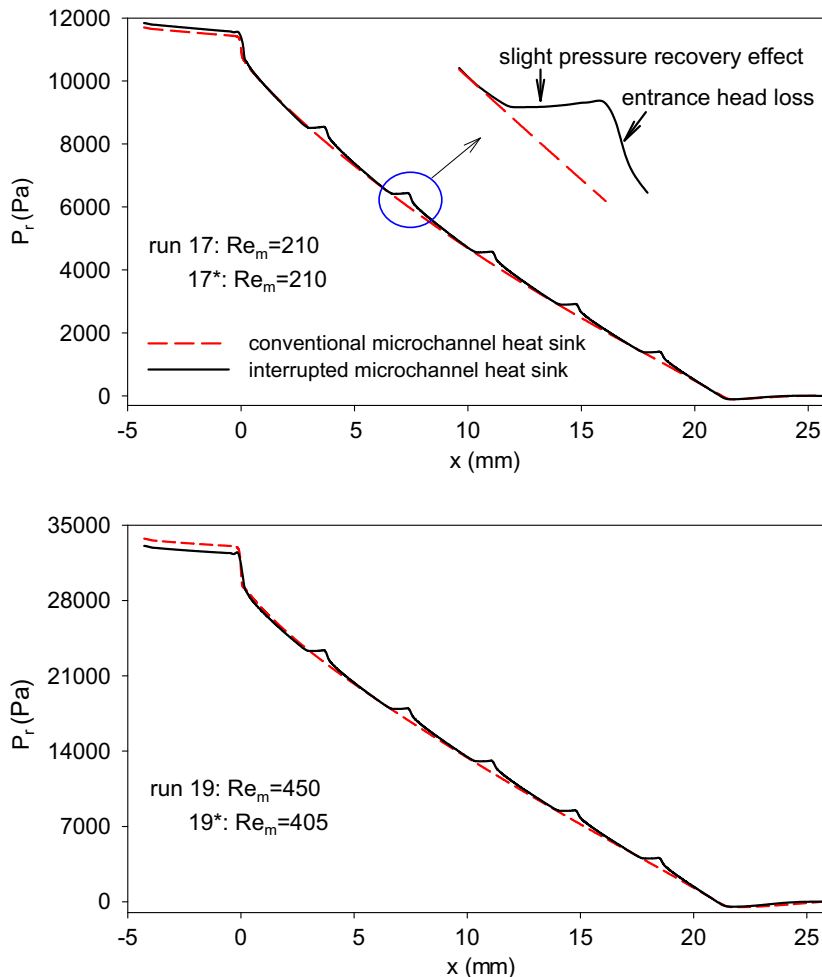 12000
10000
8000
6000
4000
2000
0
P_r (Pa)
slight pressure recovery effect
entrance head loss
run 17: Re_m=210
17*: Re_m=210
conventional microchannel heat sink
interrupted microchannel heat sink
-5 0 5 10 15 20 25
x (mm)
35000
28000
21000
14000
7000
0
P_r (Pa)
run 19: Re_m=450
19*: Re_m=405
-5 0 5 10 15 20 25
x (mm)